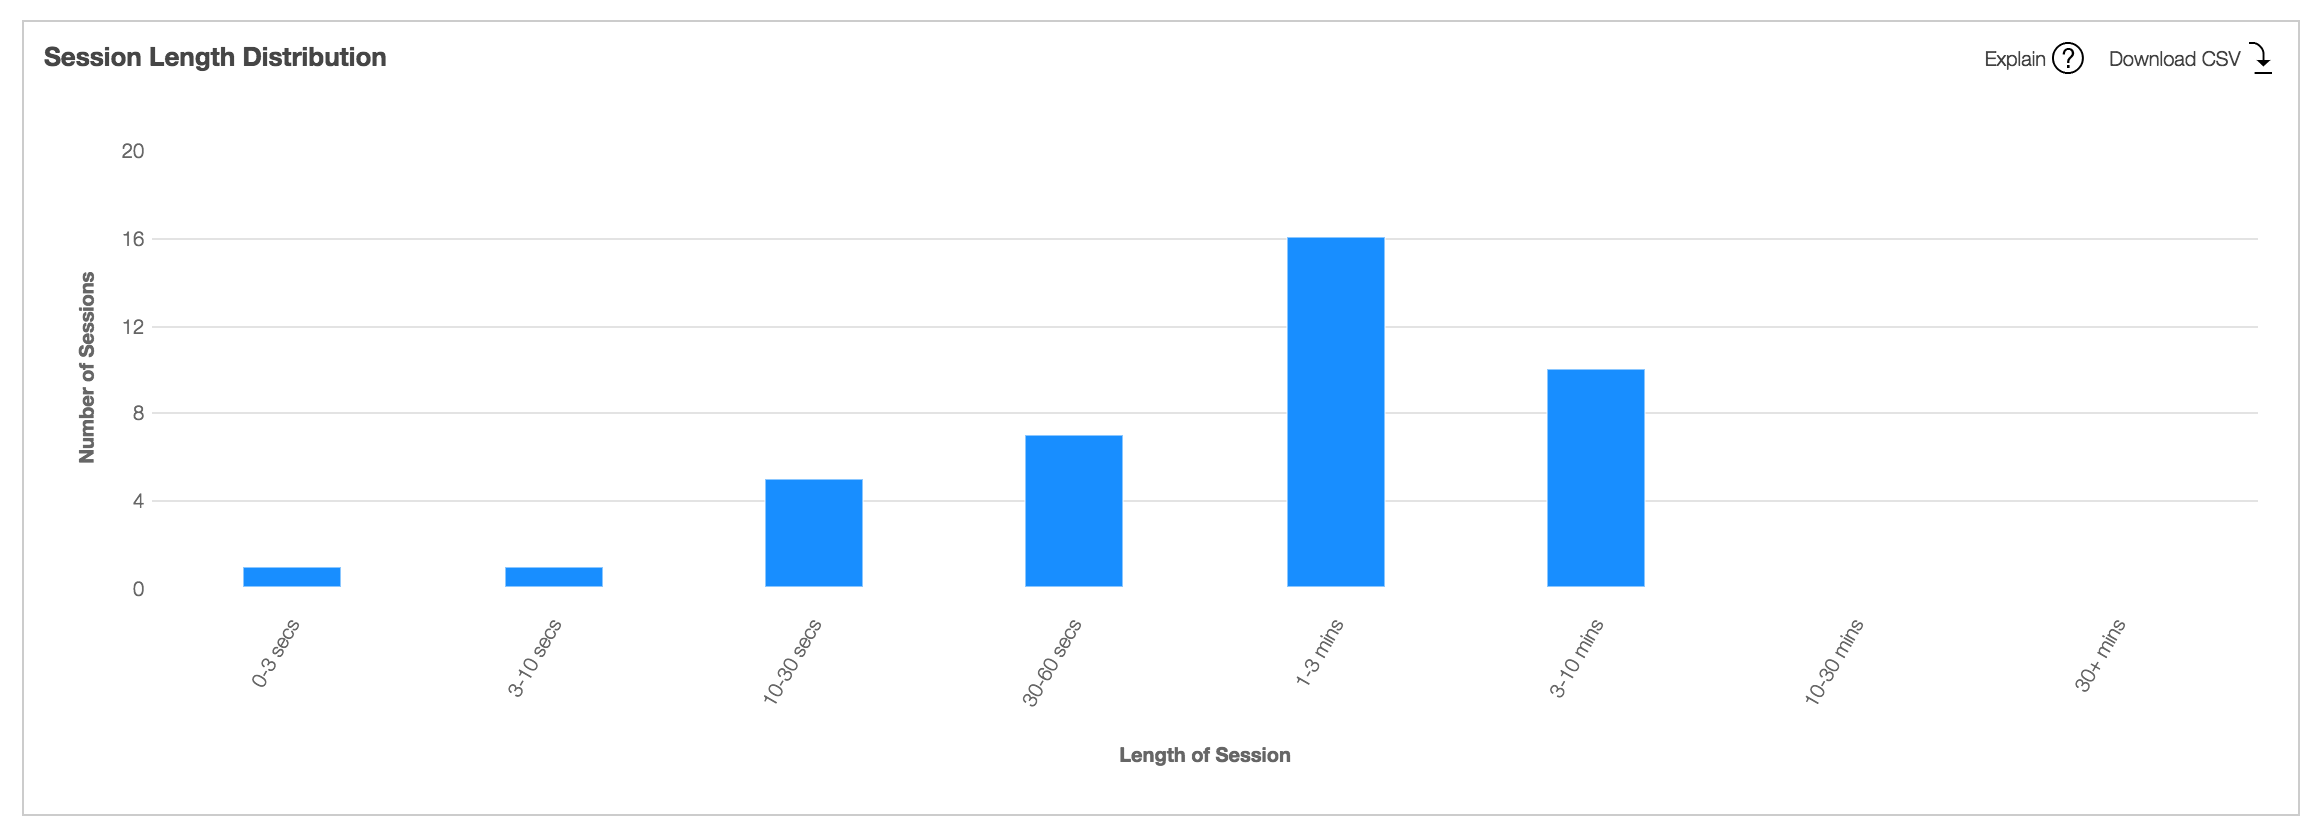 Session Length Distribution
Explain ? Download CSV
20
16
12
8
4
0
Number of Sessions
0-3 secs
3-10 secs
10-30 secs
30-60 secs
1-3 mins
3-10 mins
10-30 mins
30+ mins
Length of Session